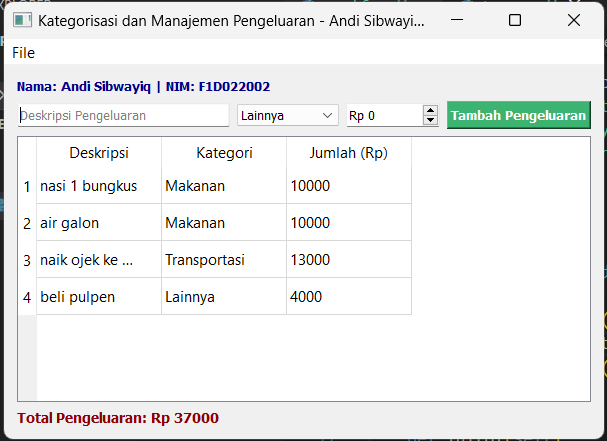 Kategorisasi dan Manajemen Pengeluaran - Andi Sibwayi...
File
Nama: Andi Sibwayiq | NIM: F1D022002
Deskripsi Pengeluaran Lainnya Rp 0 Tambah Pengeluaran
Deskripsi Kategori Jumlah (Rp)
1 nasi 1 bungkus Makanan 10000
2 air galon Makanan 10000
3 naik ojek ke ... Transportasi 13000
4 beli pulpen Lainnya 4000
Total Pengeluaran: Rp 37000